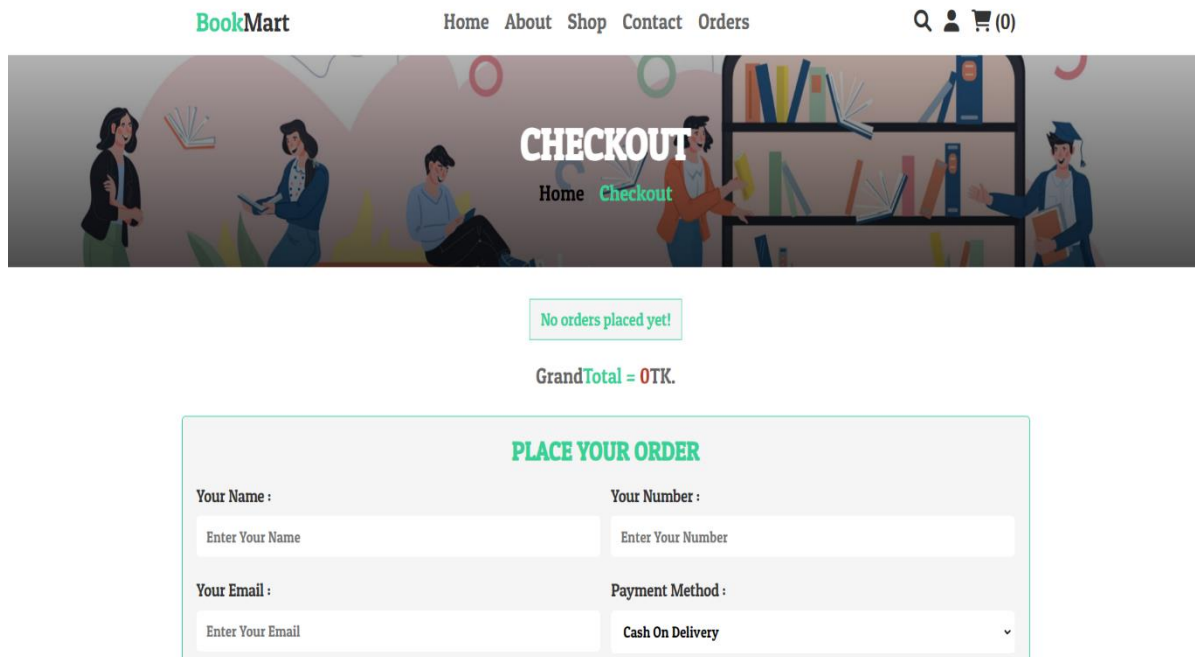 BookMart Home About Shop Contact Orders (0)
CHECKOUT
Home Checkout
No orders placed yet!
GrandTotal = 0TK.
PLACE YOUR ORDER
Your Name : Your Number :
Enter Your Name Enter Your Number
Your Email : Payment Method :
Enter Your Email Cash On Delivery